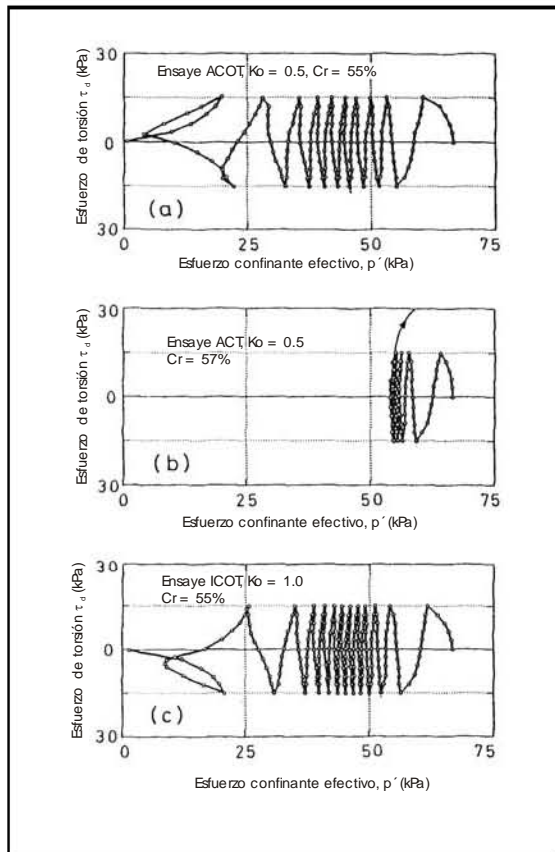 30
Ensaye ACOT, Ko = 0.5, Cr = 55%
0
(a)
30
0 25 50 75
Esfuerzo de torsión τ d (kPa)
Esfuerzo confinante efectivo, p´(kPa)
30
Ensaye ACT, Ko = 0.5
Cr = 57%
0
(b)
30
0 25 50 75
Esfuerzo de torsión τ d (kPa)
Esfuerzo confinante efectivo, p´(kPa)
30
Ensaye ICOT, Ko = 1.0
Cr = 55%
0
(c)
30
0 25 50 75
Esfuerzo de torsión τ d (kPa)
Esfuerzo confinante efectivo, p´(kPa)